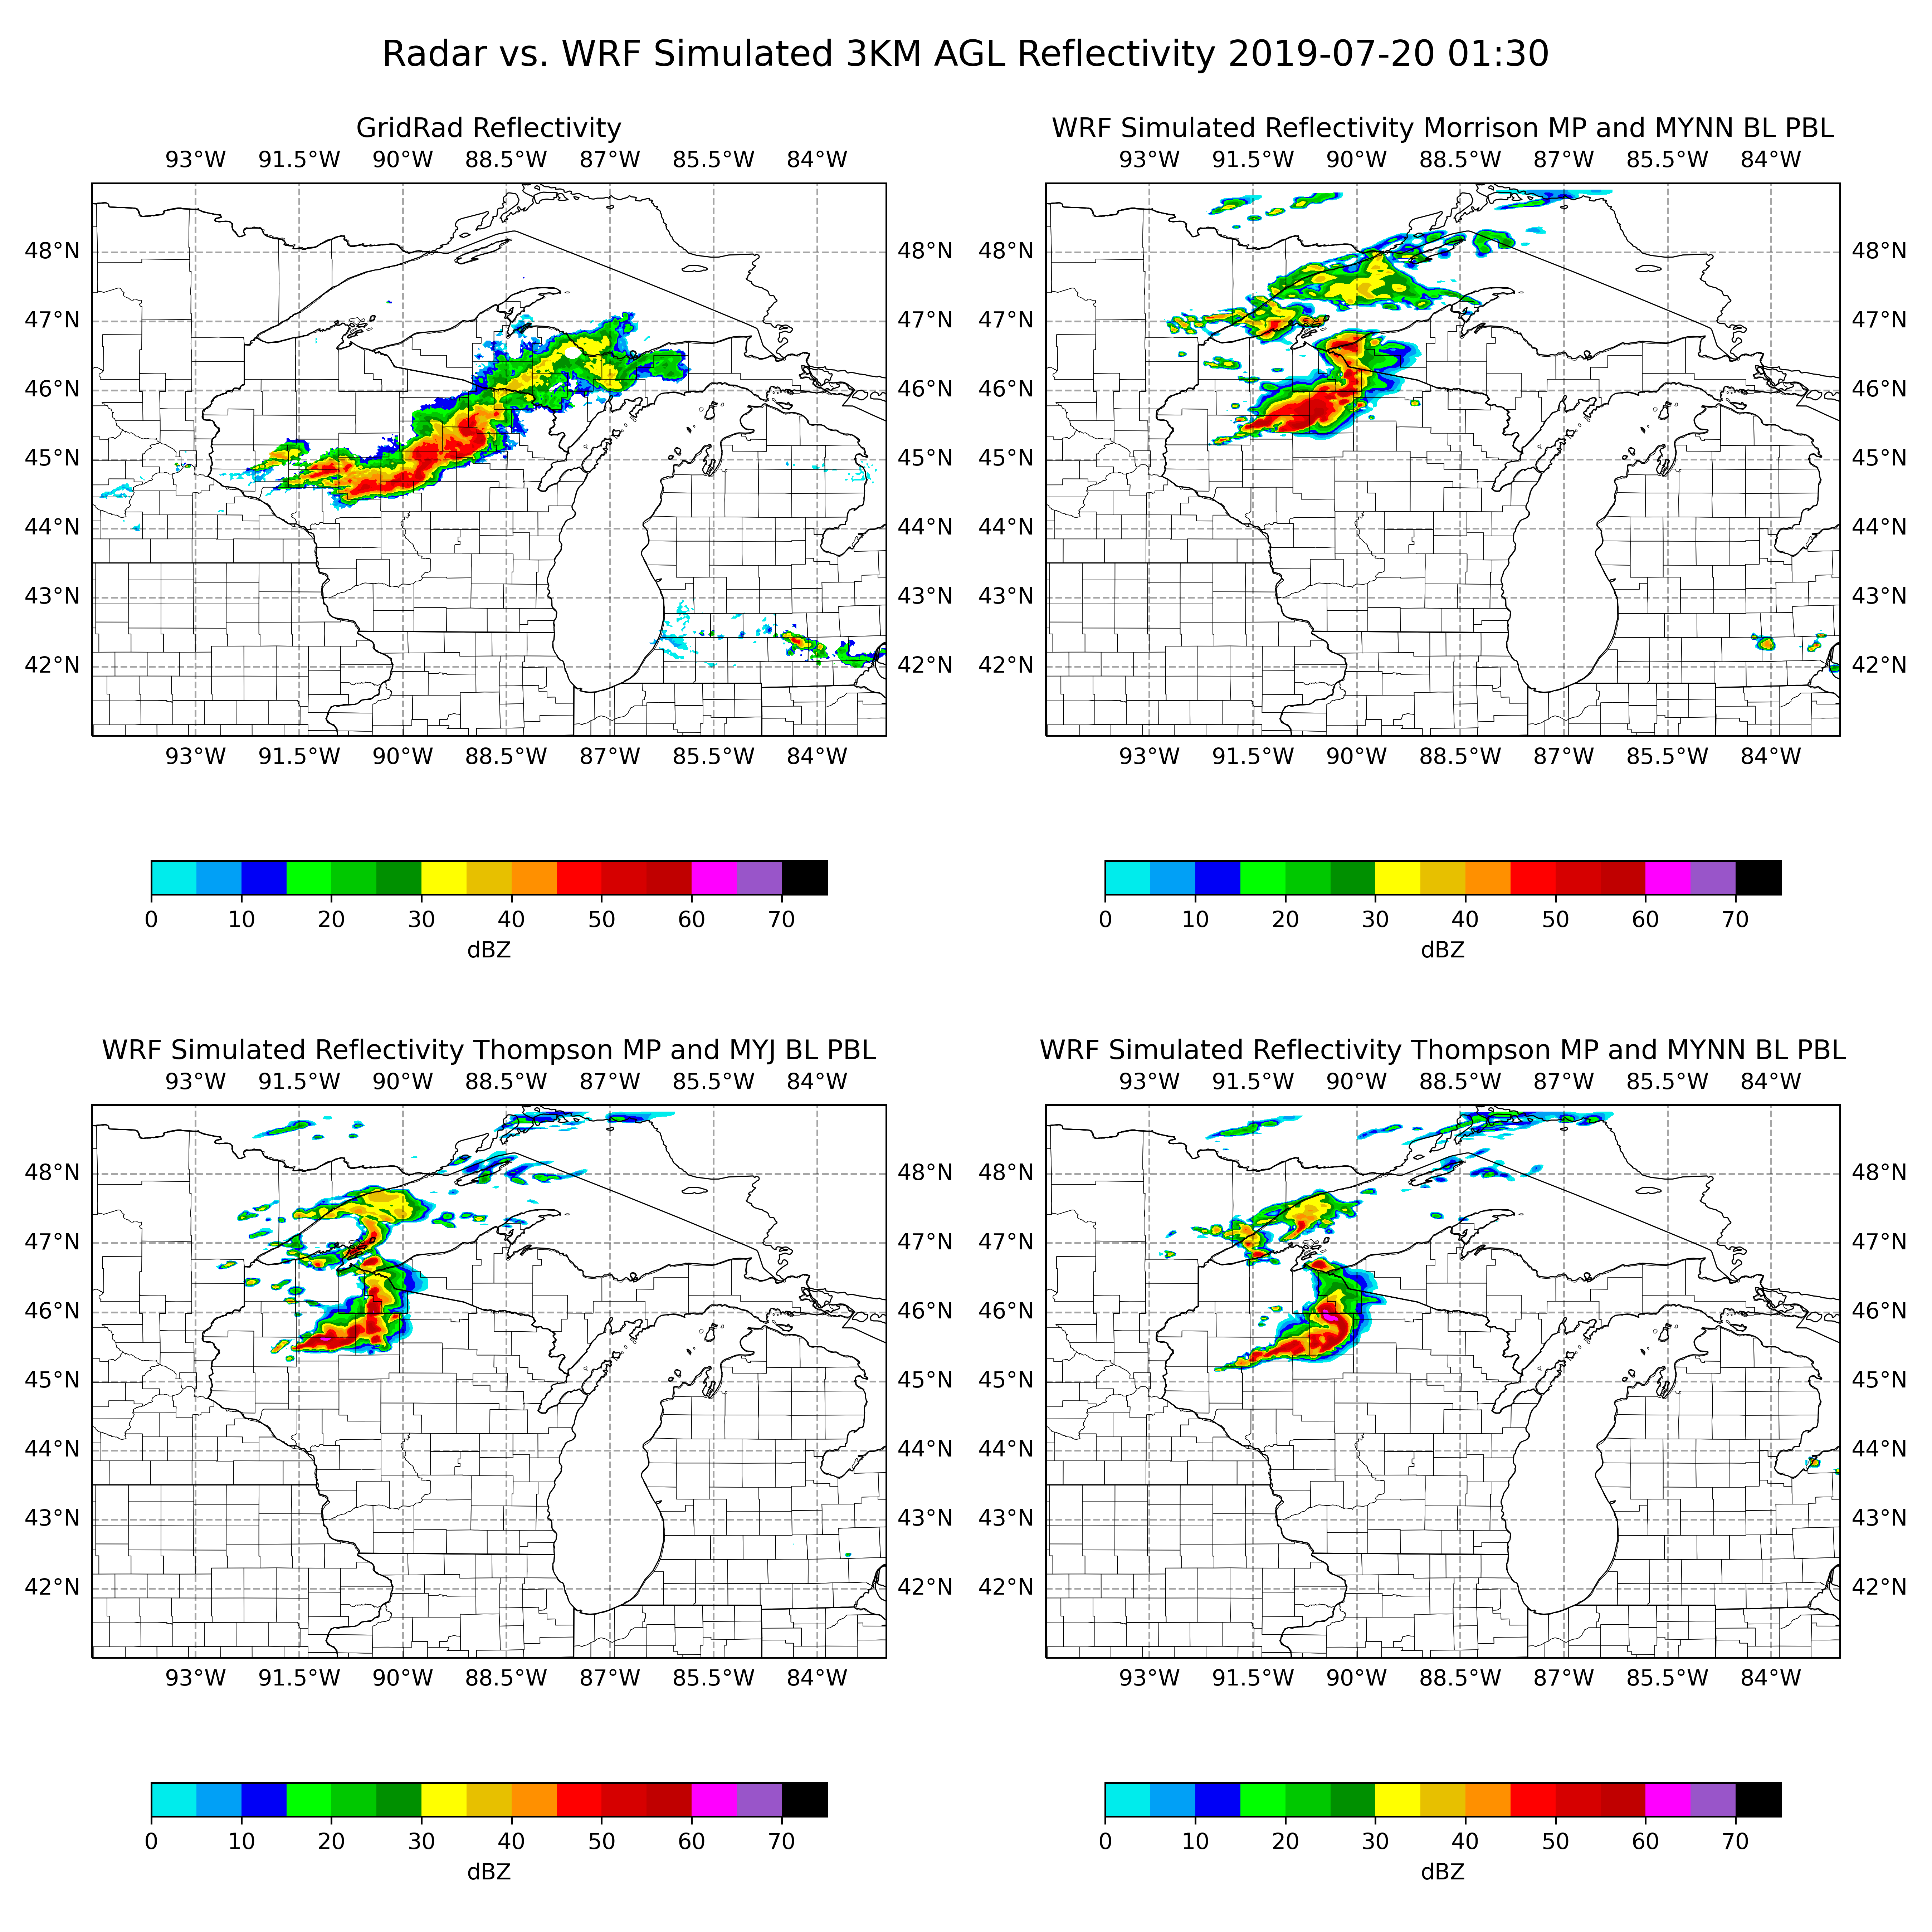 Radar vs. WRF Simulated 3KM AGL Reflectivity 2019-07-20 01:30
GridRad Reflectivity
93°W 91.5°W 90°W 88.5°W 87°W 85.5°W 84°W
48°N 48°N
47°N 47°N
46°N 46°N
45°N 45°N
44°N 44°N
43°N 43°N
42°N 42°N
93°W 91.5°W 90°W 88.5°W 87°W 85.5°W 84°W
0 10 20 30 40 50 60 70
dBZ
WRF Simulated Reflectivity Morrison MP and MYNN BL PBL
93°W 91.5°W 90°W 88.5°W 87°W 85.5°W 84°W
48°N 48°N
47°N 47°N
46°N 46°N
45°N 45°N
44°N 44°N
43°N 43°N
42°N 42°N
93°W 91.5°W 90°W 88.5°W 87°W 85.5°W 84°W
0 10 20 30 40 50 60 70
dBZ
WRF Simulated Reflectivity Thompson MP and MYJ BL PBL
93°W 91.5°W 90°W 88.5°W 87°W 85.5°W 84°W
48°N 48°N
47°N 47°N
46°N 46°N
45°N 45°N
44°N 44°N
43°N 43°N
42°N 42°N
93°W 91.5°W 90°W 88.5°W 87°W 85.5°W 84°W
0 10 20 30 40 50 60 70
dBZ
WRF Simulated Reflectivity Thompson MP and MYNN BL PBL
93°W 91.5°W 90°W 88.5°W 87°W 85.5°W 84°W
48°N 48°N
47°N 47°N
46°N 46°N
45°N 45°N
44°N 44°N
43°N 43°N
42°N 42°N
93°W 91.5°W 90°W 88.5°W 87°W 85.5°W 84°W
0 10 20 30 40 50 60 70
dBZ